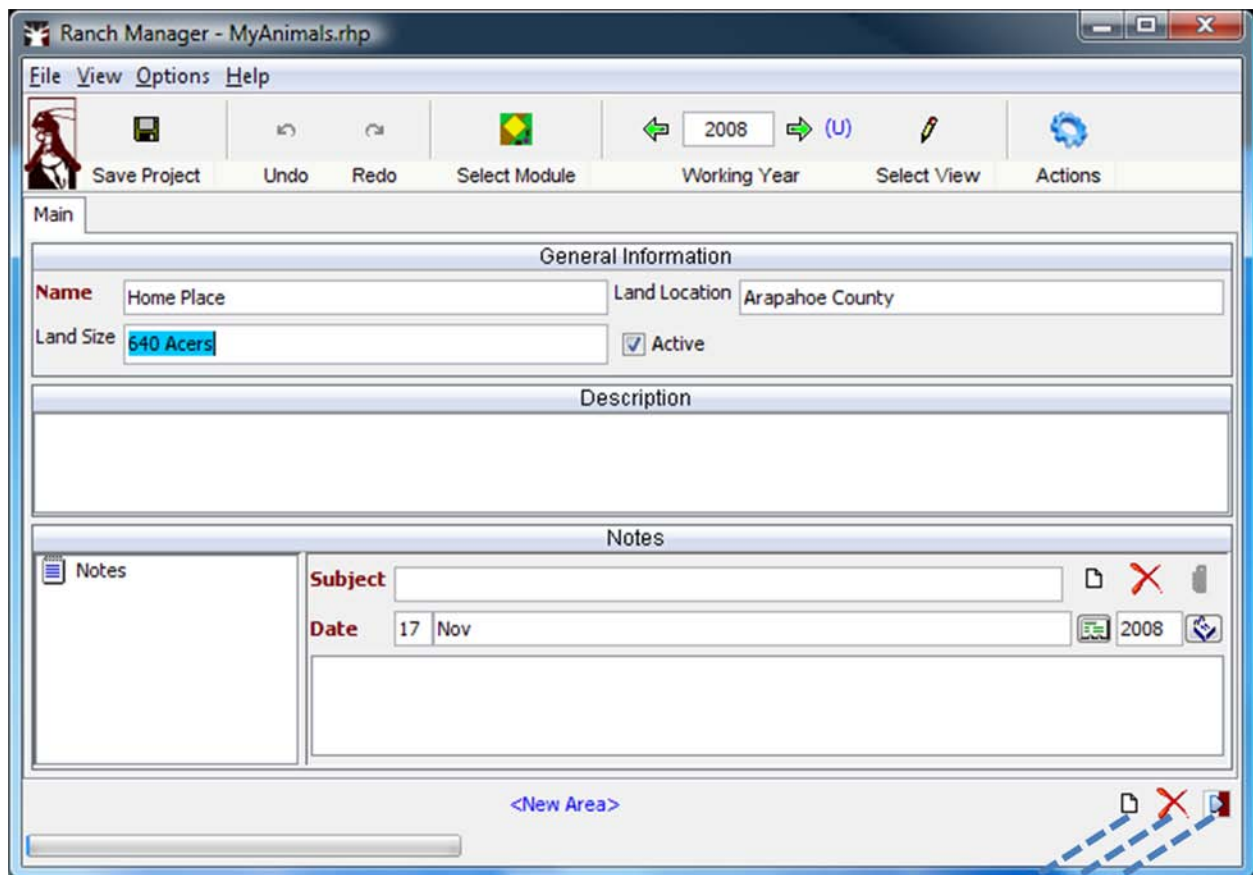 Ranch Manager - MyAnimals.rhp
File View Options Help
2008 (U)
Save Project Undo Redo Select Module Working Year Select View Actions
Main
General Information
Name Home Place Land Location Arapahoe County
Land Size 640 Acers Active
Description
Notes
Notes
Subject
Date 17 Nov 2008
<New Area>